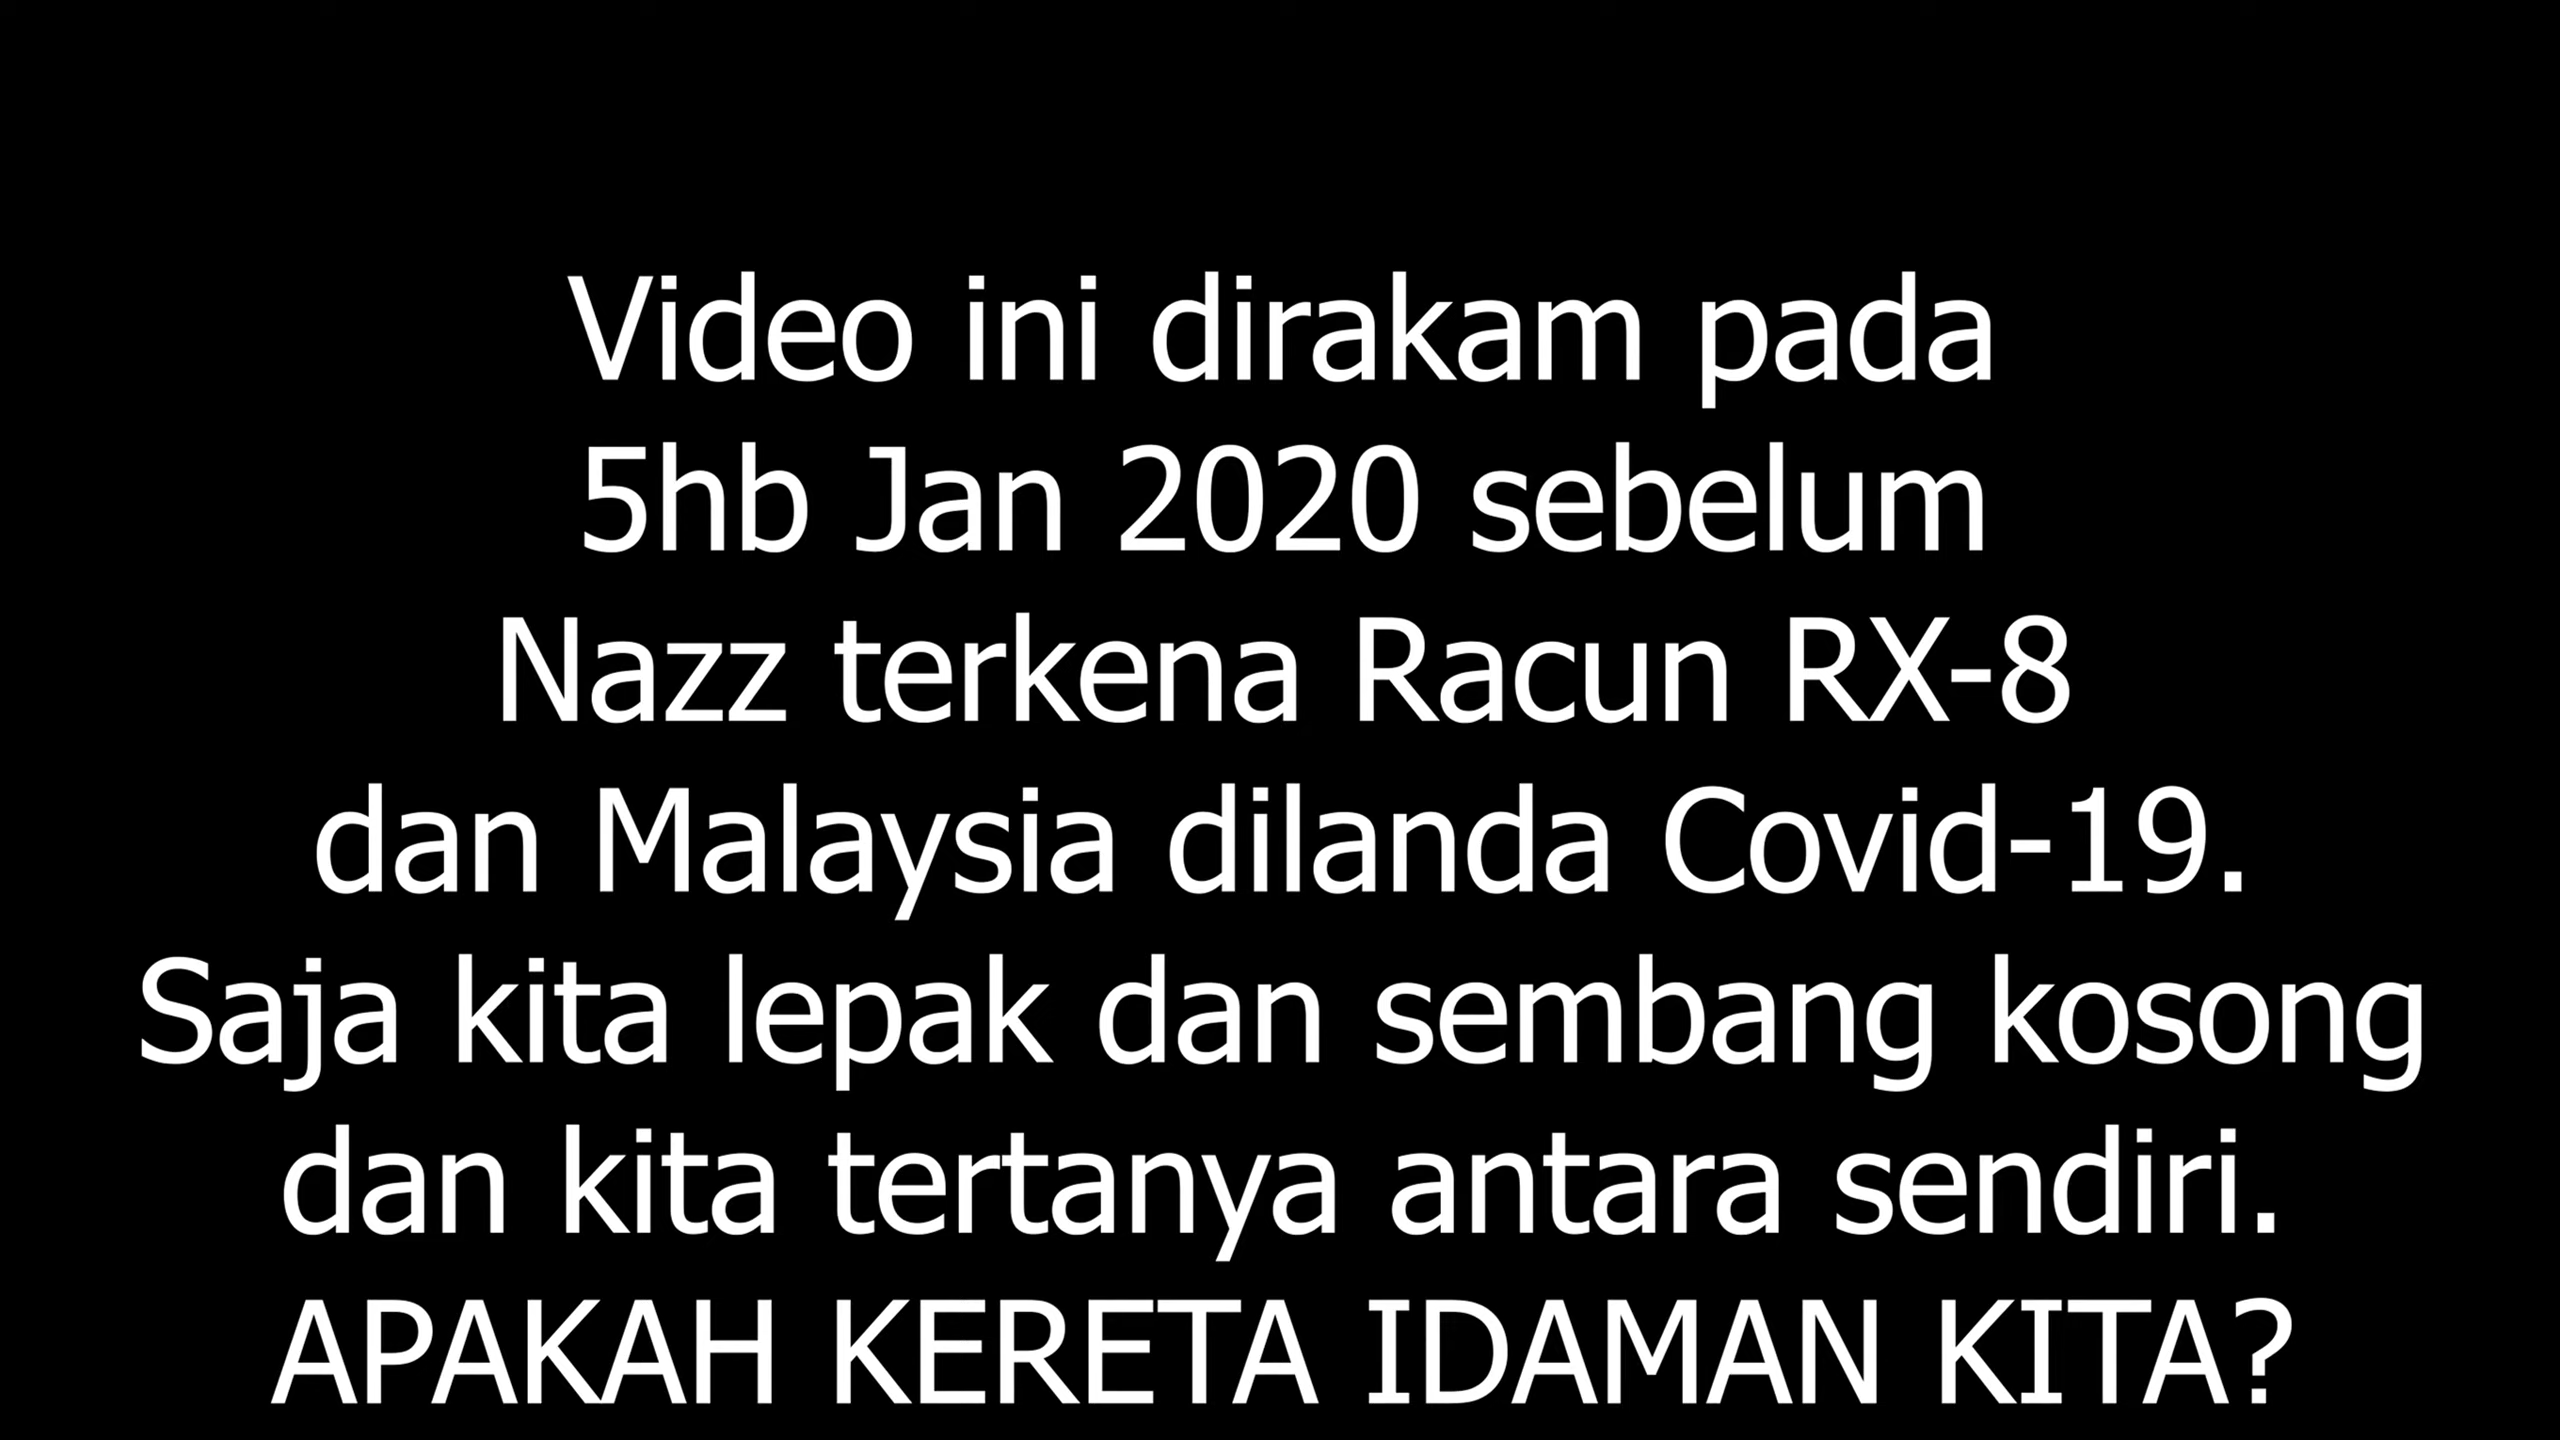 Video ini dirakam pada
5hb Jan 2020 sebelum
Nazz terkena Racun RX-8
dan Malaysia dilanda Covid-19.
Saja kita lepak dan sembang kosong
dan kita tertanya antara sendiri.
APAKAH KERETA IDAMAN KITA?